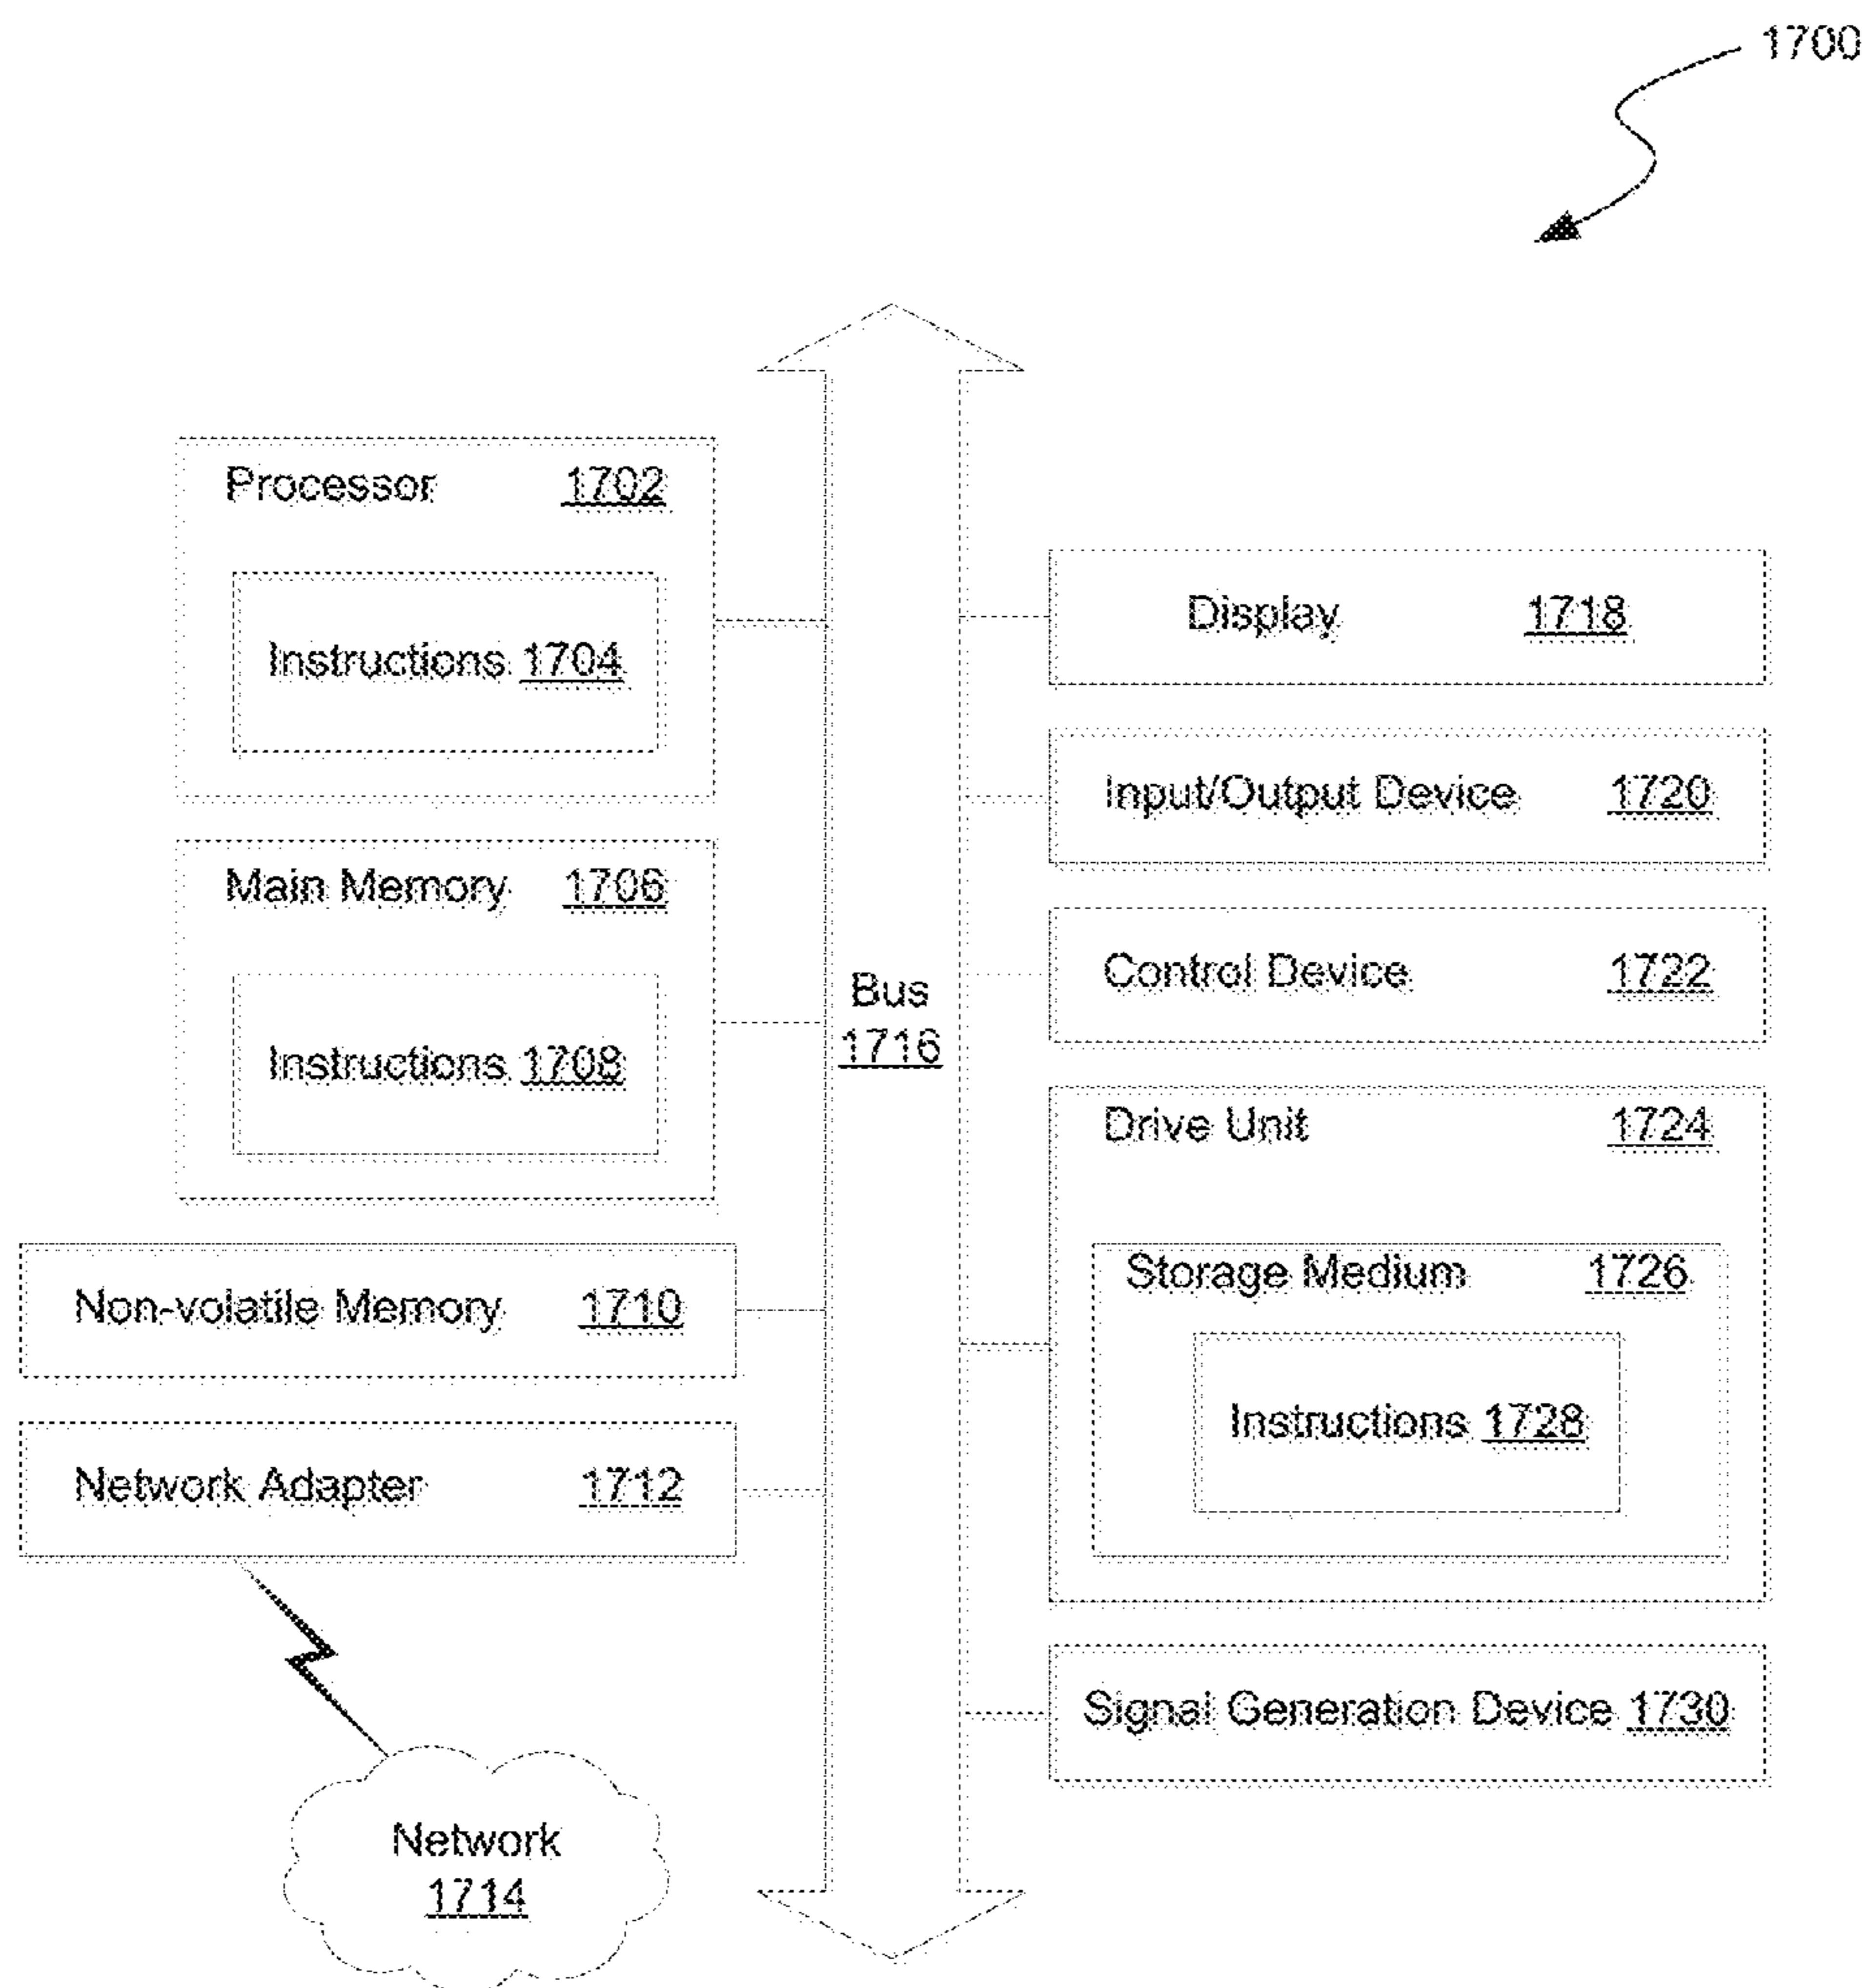 1700
Processor 1702
Instructions 1704
Main Memory 1706
Instructions 1708
Non-volatile Memory 1710
Network Adapter 1712
Network
1714
Bus
1716
Display 1718
Input/Output Device 1720
Control Device 1722
Drive Unit 1724
Storage Medium 1726
Instructions 1728
Signal Generation Device 1730